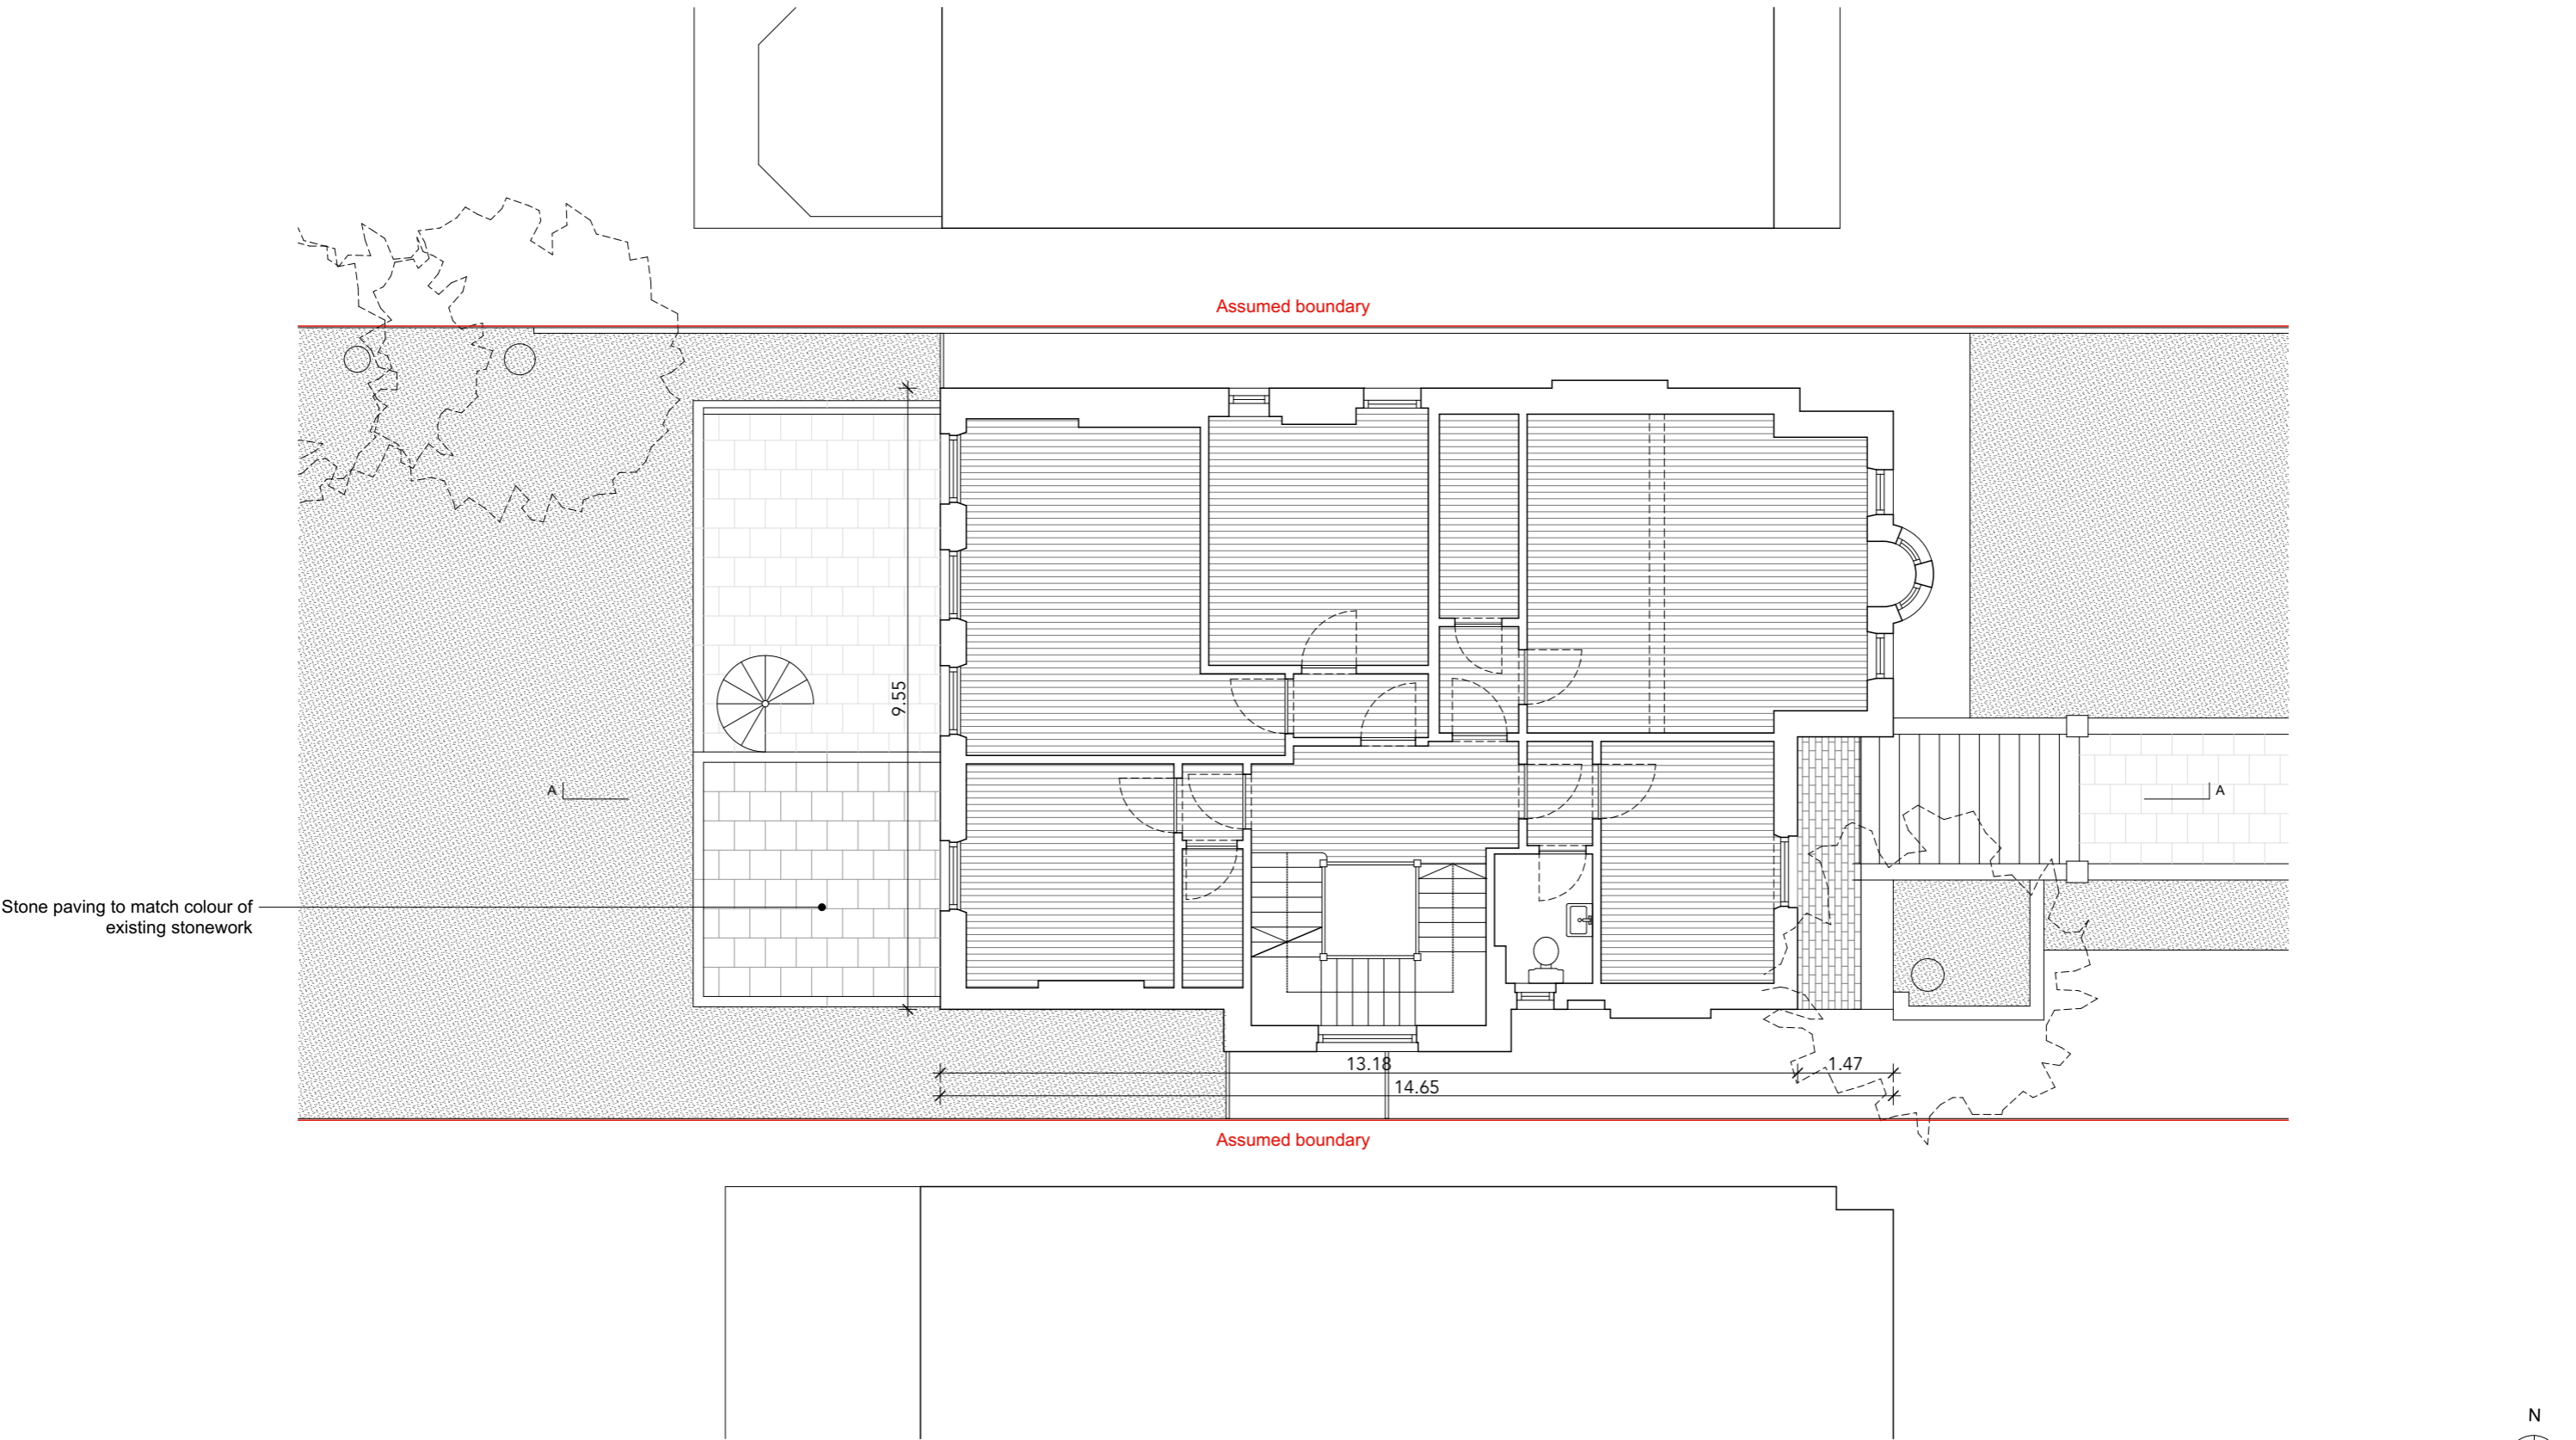 Assumed boundary
9.55
A
A
Stone paving to match colour of
existing stonework
13.18
1.47
14.65
Assumed boundary
N